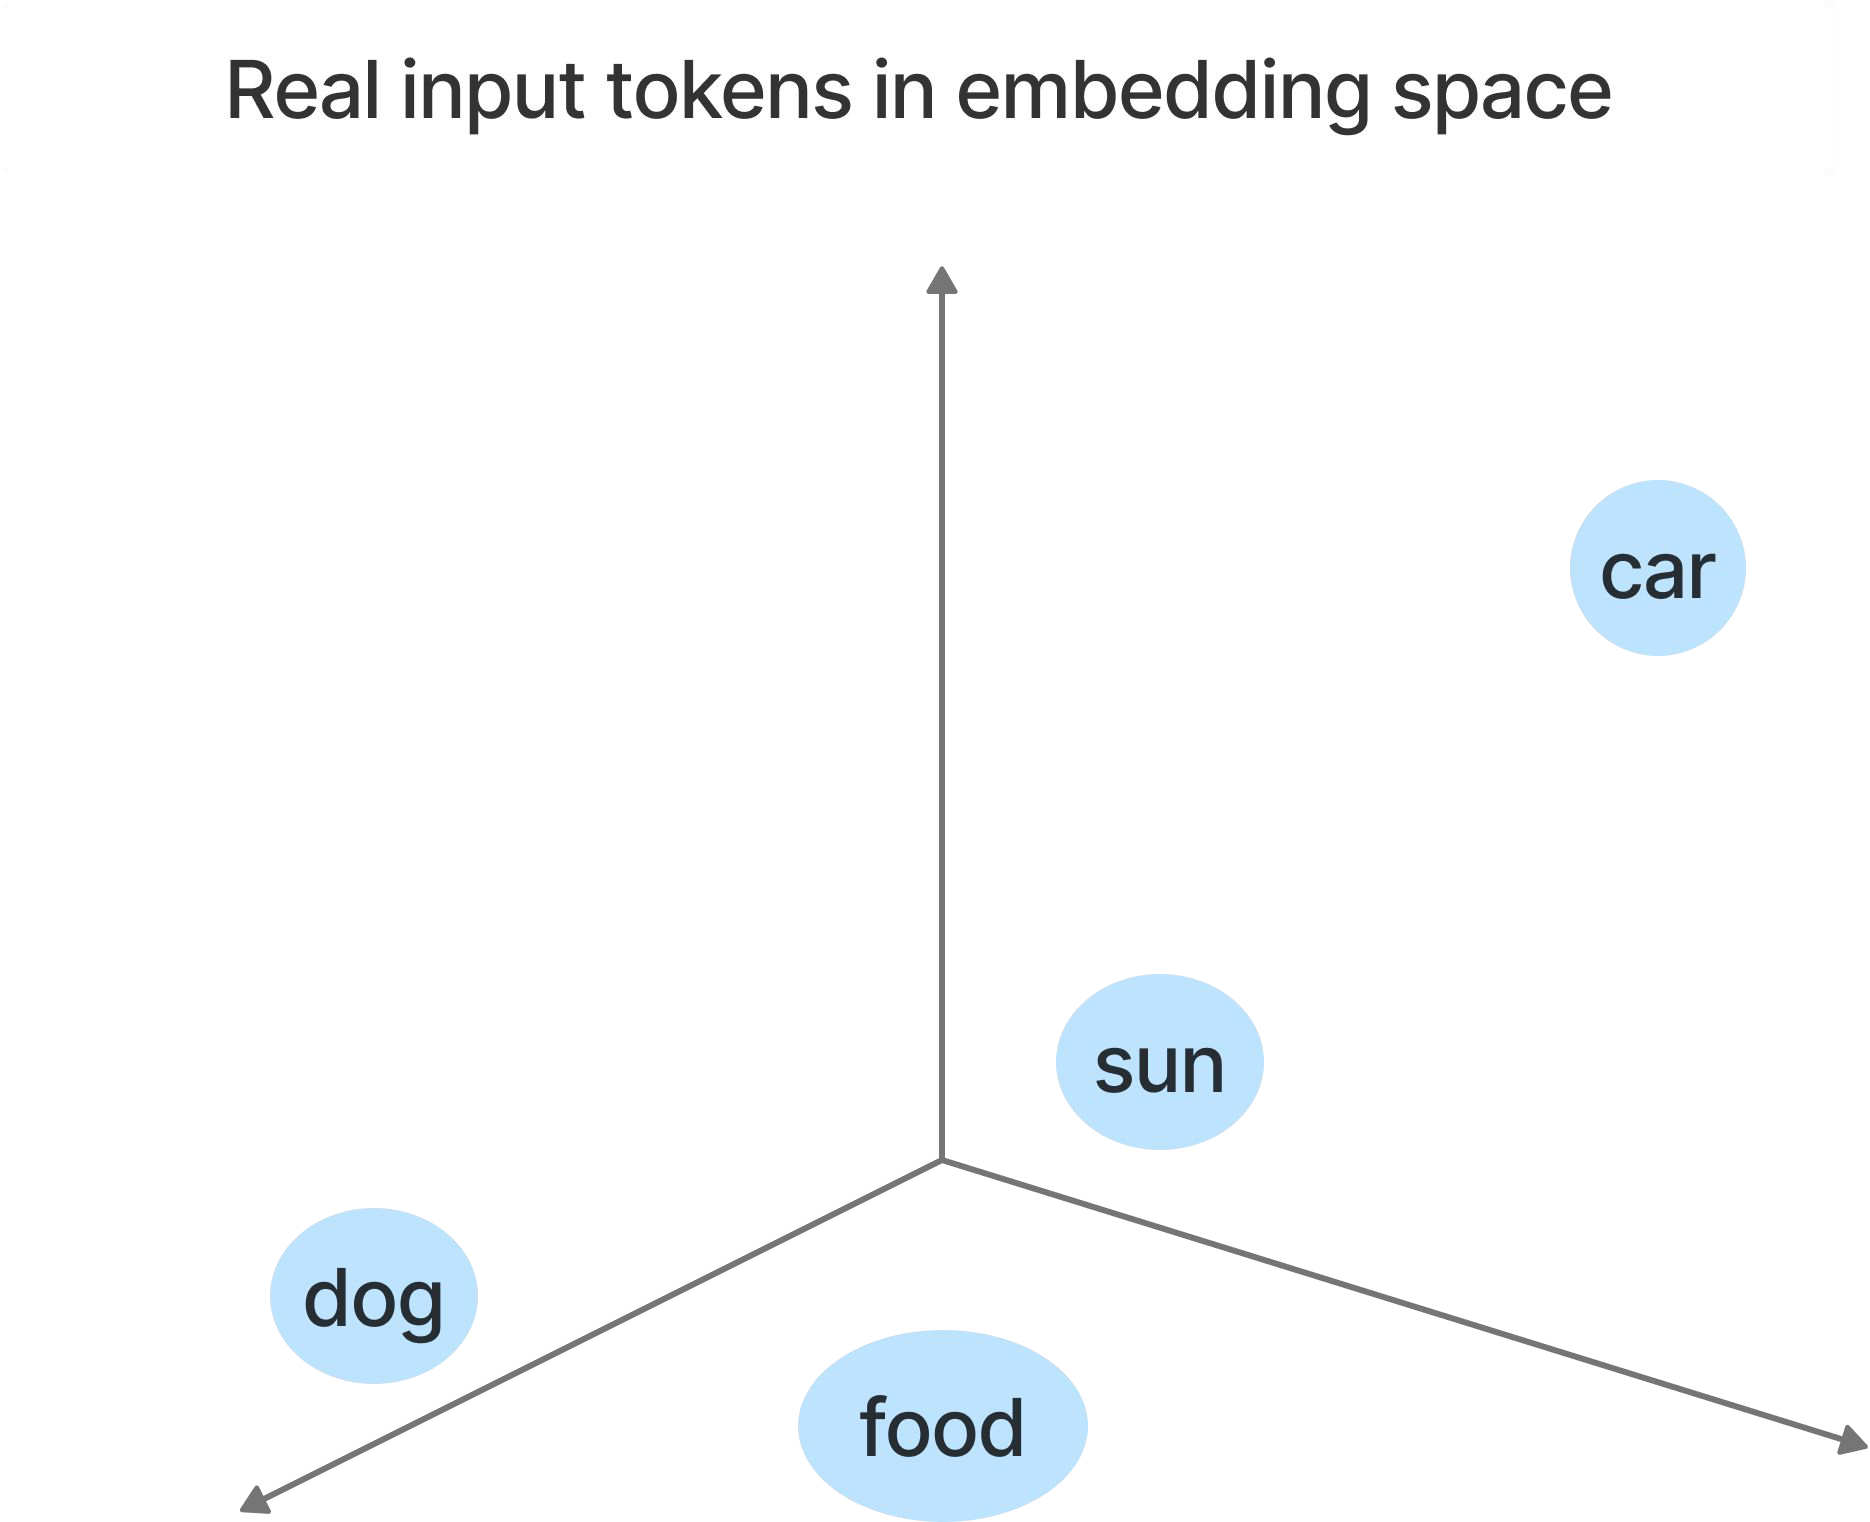 Real input tokens in embedding space
car
sun
dog
food